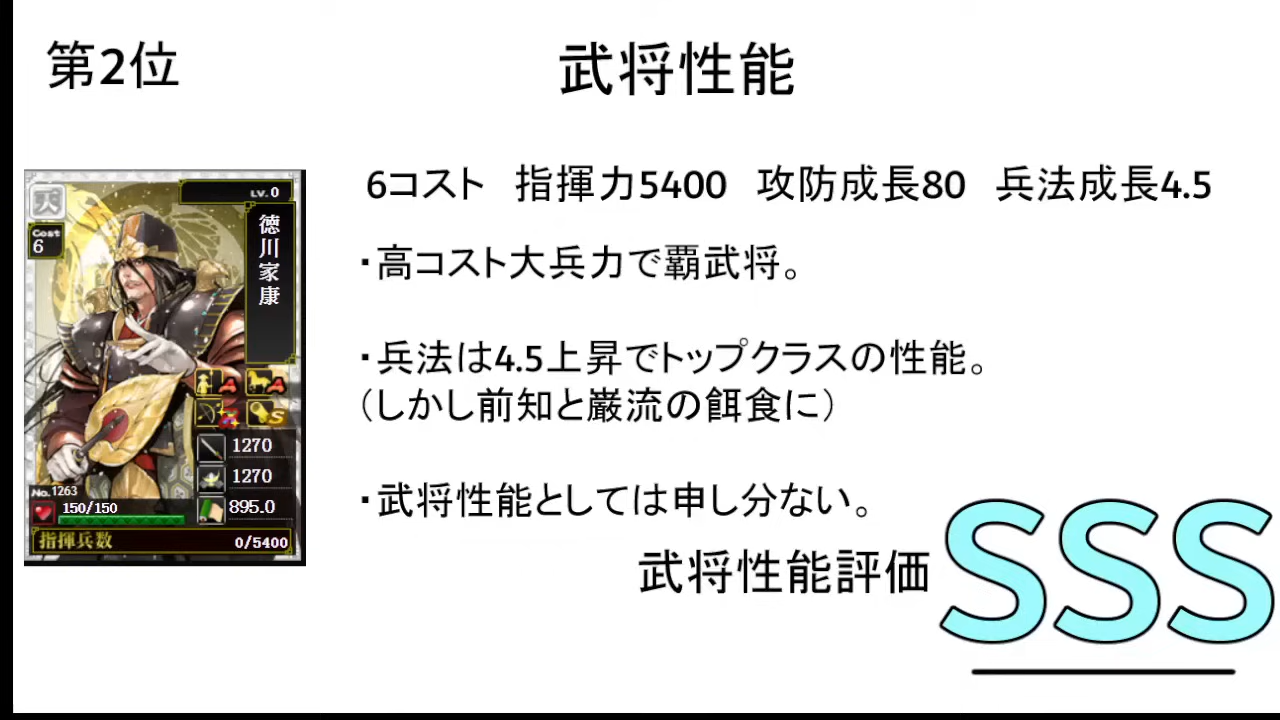 第2位
武将性能
6コスト 指揮力5400 攻防成長80 兵法成長4.5
・高コスト大兵力で覇武将。
・兵法は4.5上昇でトップクラスの性能。
（しかし前知と巌流の餌食に）
・武将性能としては申し分ない。
武将性能評価 SSS
天
LV.0
Cost
6
徳川家康
A
A
S
1270
1270
895.0
No.1263
150/150
指揮兵数 0/5400